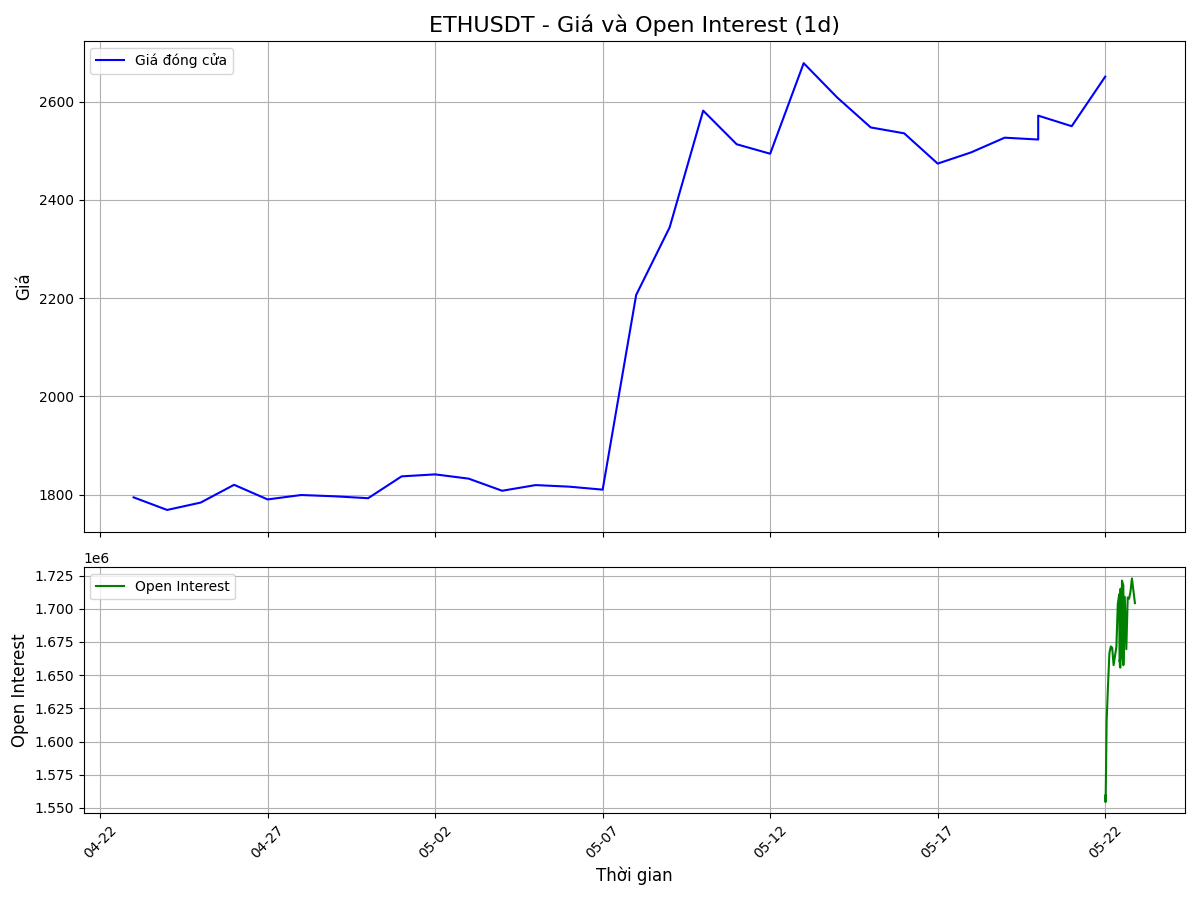 ETHUSDT - Giá và Open Interest (1d)
Giá đóng cửa
2600
2400
2200
2000
1800
Giá
1e6
Open Interest
1.725
1.700
1.675
1.650
1.625
1.600
1.575
1.550
Open Interest
04-22
04-27
05-02
05-07
05-12
05-17
05-22
Thời gian